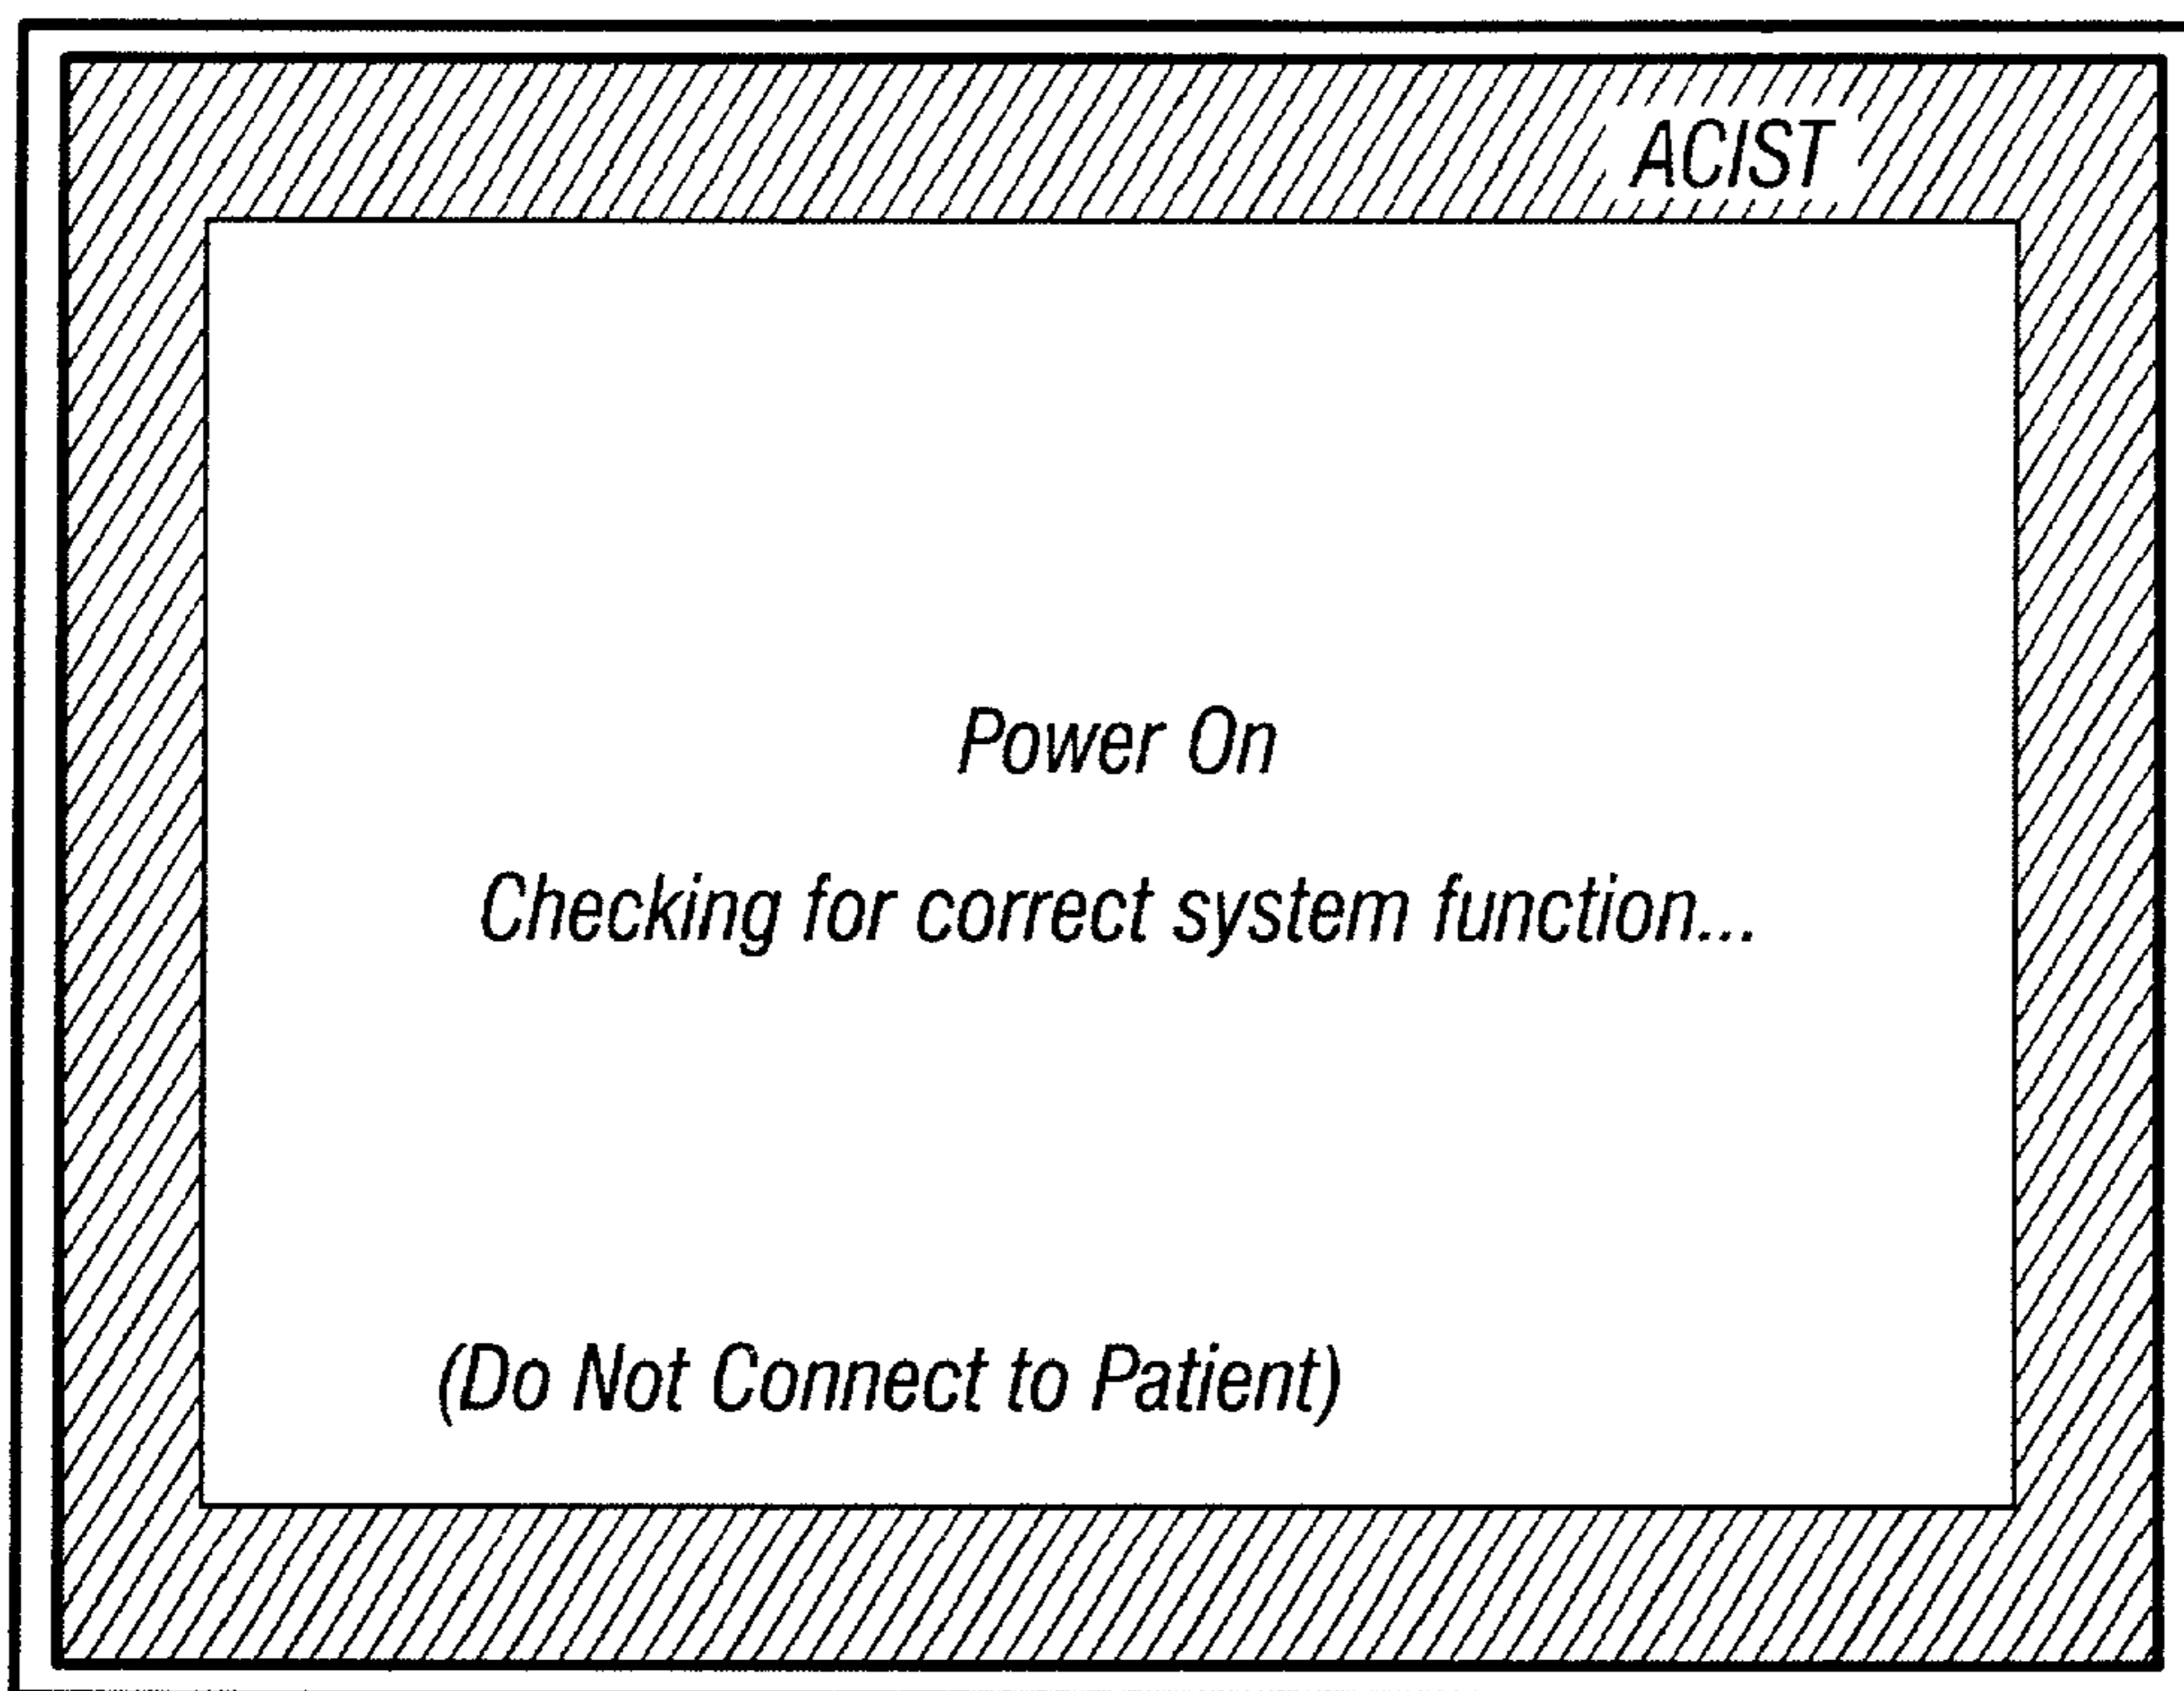 ACIST
Power On
Checking for correct system function...
(Do Not Connect to Patient)